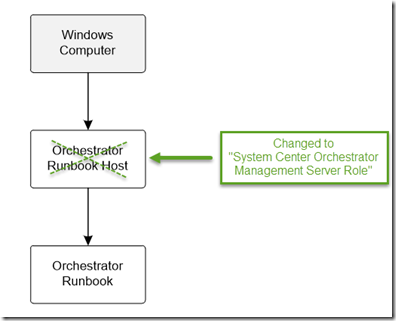 Windows
Computer
Orchestrator
Runbook Host
Changed to
"System Center Orchestrator
Management Server Role"
Orchestrator
Runbook